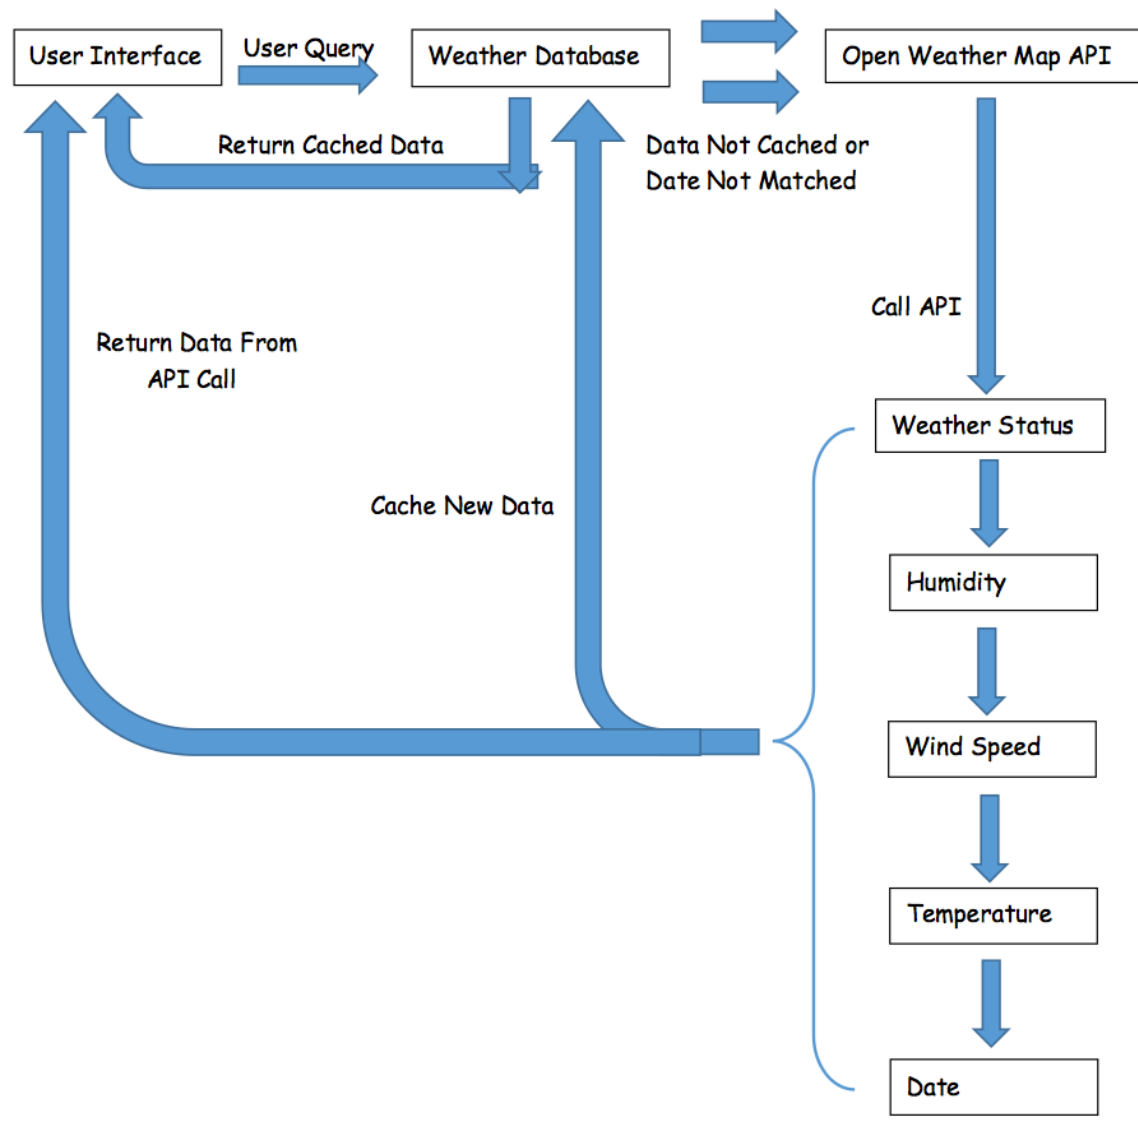 User Interface
User Query
Weather Database
Open Weather Map API
Return Cached Data
Data Not Cached or
Date Not Matched
Call API
Return Data From
API Call
Weather Status
Cache New Data
Humidity
Wind Speed
Temperature
Date